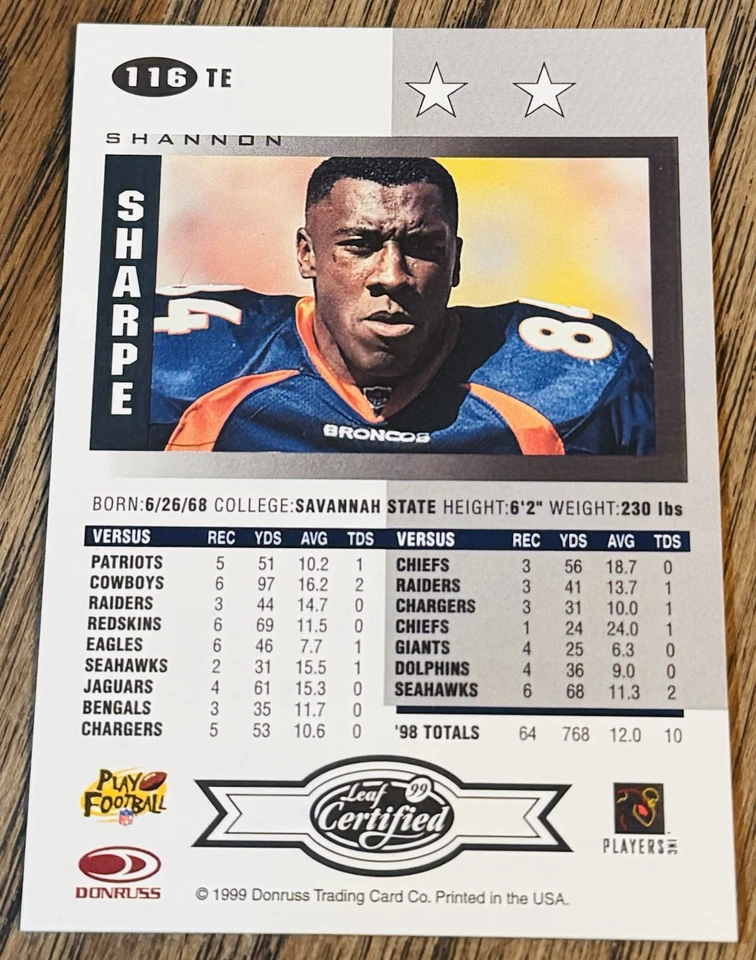 116 TE
SHANNON
SHARPE
84
8
BRONCOS
BORN:6/26/68 COLLEGE:SAVANNAH STATE HEIGHT:6'2" WEIGHT:230 lbs
VERSUS REC YDS AVG TDS
PATRIOTS 5 51 10.2 1
COWBOYS 6 97 16.2 2
RAIDERS 3 44 14.7 0
REDSKINS 6 69 11.5 0
EAGLES 6 46 7.7 1
SEAHAWKS 2 31 15.5 1
JAGUARS 4 61 15.3 0
BENGALS 3 35 11.7 0
CHARGERS 5 53 10.6 0
VERSUS REC YDS AVG TDS
CHIEFS 3 56 18.7 0
RAIDERS 3 41 13.7 1
CHARGERS 3 31 10.0 1
CHIEFS 1 24 24.0 1
GIANTS 4 25 6.3 0
DOLPHINS 4 36 9.0 0
SEAHAWKS 6 68 11.3 2
'98 TOTALS 64 768 12.0 10
PLAY
FOOTBALL
NFL
DONRUSS
Leaf 99
Certified
PLAYERS INC
© 1999 Donruss Trading Card Co. Printed in the USA.